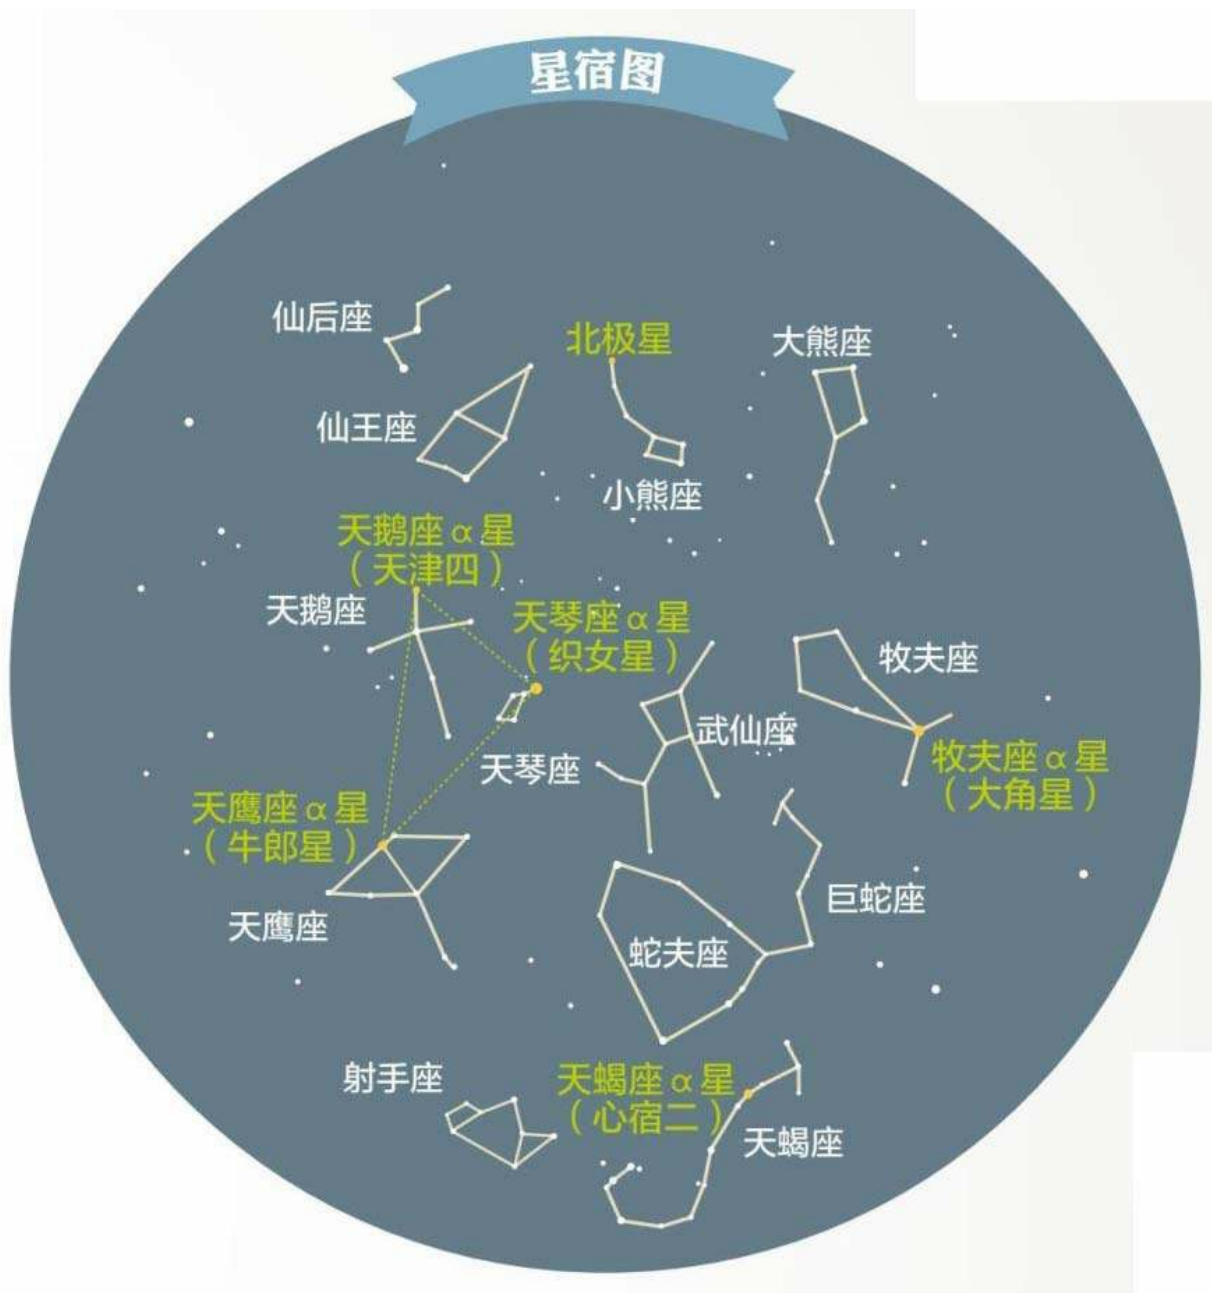 星宿图
仙后座
北极星
大熊座
仙王座
小熊座
天鹅座α星
（天津四）
天鹅座
天琴座α星
（织女星）
牧夫座
武仙座
天琴座
牧夫座α星
（大角星）
天鹰座α星
（牛郎星）
巨蛇座
天鹰座
蛇夫座
射手座
天蝎座α星
（心宿二）
天蝎座